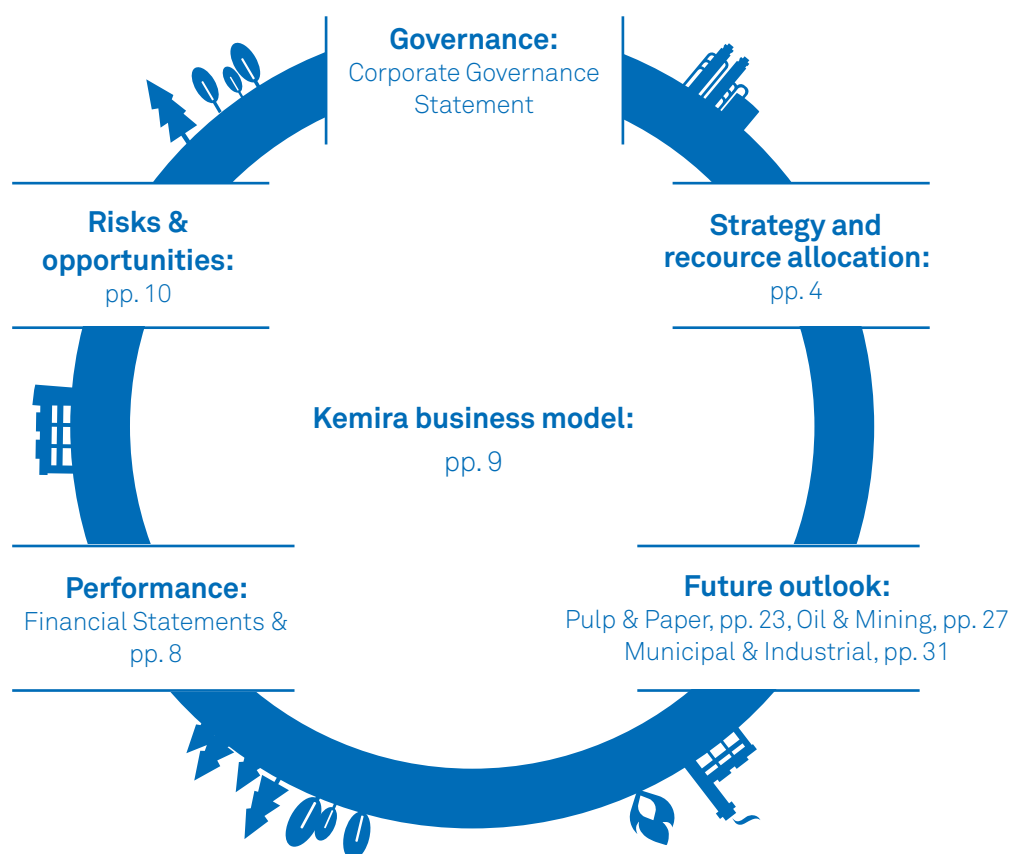 Governance:
Corporate Governance
Statement
Risks &
opportunities:
pp. 10
Strategy and
recource allocation:
pp. 4
Kemira business model:
pp. 9
Performance:
Financial Statements &
pp. 8
Future outlook:
Pulp & Paper, pp. 23, Oil & Mining, pp. 27
Municipal & Industrial, pp. 31